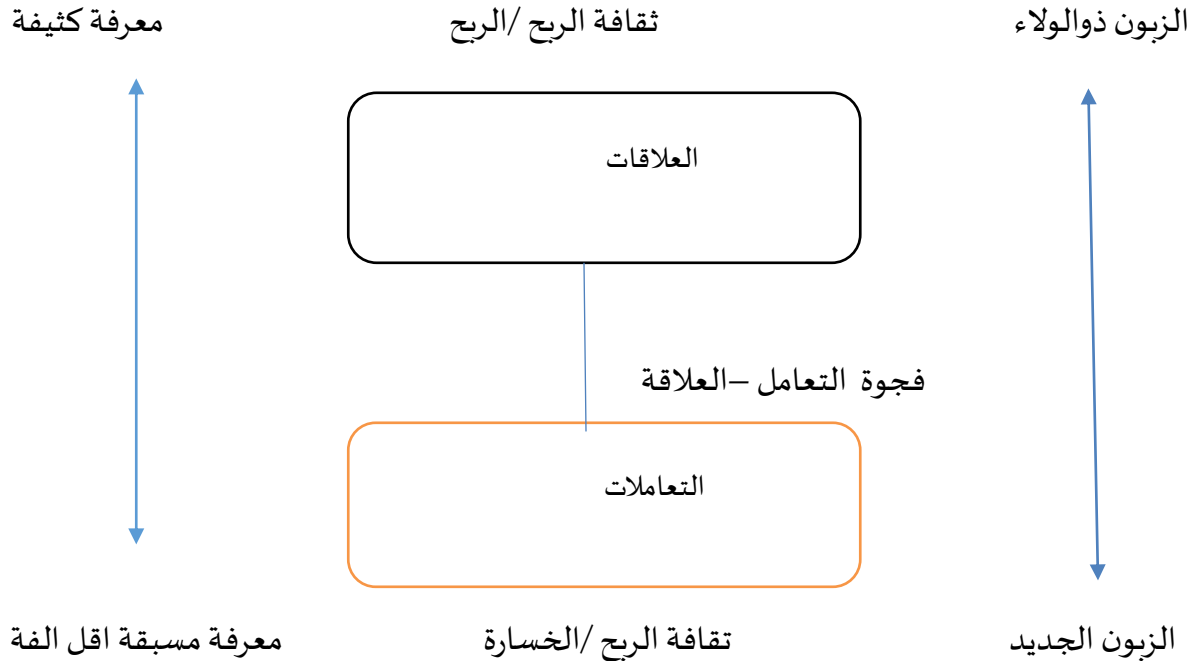 الزبون ذوالولاء
ثقافة الربح /الربح
معرفة كثيفة
العلاقات
فجوة التعامل –العلاقة
التعاملات
الزبون الجديد
تقافة الربح /الخسارة
معرفة مسبقة اقل الفة